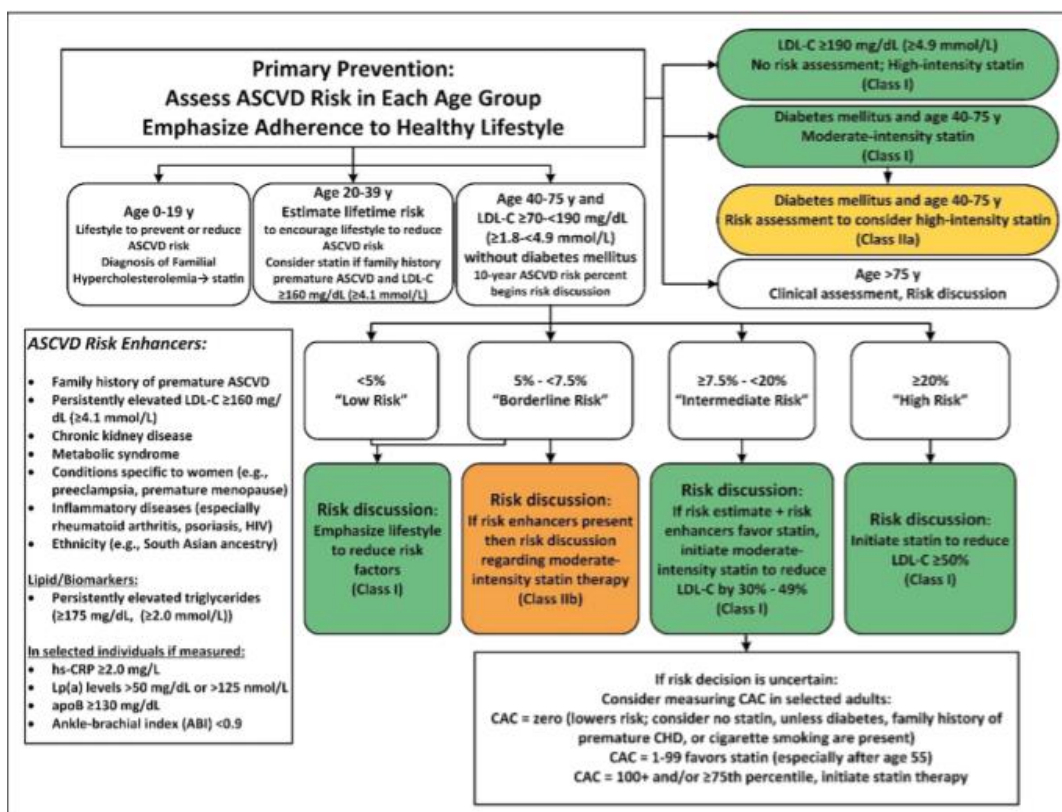 Primary Prevention:
Assess ASCVD Risk in Each Age Group
Emphasize Adherence to Healthy Lifestyle
LDL-C ≥190 mg/dL (≥4.9 mmol/L)
No risk assessment; High-intensity statin
(Class I)
Diabetes mellitus and age 40-75 y
Moderate-intensity statin
(Class I)
Diabetes mellitus and age 40-75 y
Risk assessment to consider high-intensity statin
(Class IIa)
Age >75 y
Clinical assessment, Risk discussion
Age 0-19 y
Lifestyle to prevent or reduce
ASCVD risk
Diagnosis of Familial
Hypercholesterolemia→ statin
Age 20-39 y
Estimate lifetime risk
to encourage lifestyle to reduce
ASCVD risk
Consider statin if family history
premature ASCVD and LDL-C
≥160 mg/dL (≥4.1 mmol/L)
Age 40-75 y and
LDL-C ≥70-<190 mg/dL
(≥1.8-<4.9 mmol/L)
without diabetes mellitus
10-year ASCVD risk percent
begins risk discussion
<5%
"Low Risk"
5% - <7.5%
"Borderline Risk"
≥7.5% - <20%
"Intermediate Risk"
≥20%
"High Risk"
Risk discussion:
Emphasize lifestyle
to reduce risk
factors
(Class I)
Risk discussion:
If risk enhancers present
then risk discussion
regarding moderate-
intensity statin therapy
(Class IIb)
Risk discussion:
If risk estimate + risk
enhancers favor statin,
initiate moderate-
intensity statin to reduce
LDL-C by 30% - 49%
(Class I)
Risk discussion:
Initiate statin to reduce
LDL-C ≥50%
(Class I)
If risk decision is uncertain:
Consider measuring CAC in selected adults:
CAC = zero (lowers risk; consider no statin, unless diabetes, family history of
premature CHD, or cigarette smoking are present)
CAC = 1-99 favors statin (especially after age 55)
CAC = 100+ and/or ≥75th percentile, initiate statin therapy
ASCVD Risk Enhancers:
• Family history of premature ASCVD
• Persistently elevated LDL-C ≥160 mg/
dL (≥4.1 mmol/L)
• Chronic kidney disease
• Metabolic syndrome
• Conditions specific to women (e.g.,
preeclampsia, premature menopause)
• Inflammatory diseases (especially
rheumatoid arthritis, psoriasis, HIV)
• Ethnicity (e.g., South Asian ancestry)
Lipid/Biomarkers:
• Persistently elevated triglycerides
(≥175 mg/dL, (≥2.0 mmol/L))
In selected individuals if measured:
• hs-CRP ≥2.0 mg/L
• Lp(a) levels >50 mg/dL or >125 nmol/L
• apoB ≥130 mg/dL
• Ankle-brachial index (ABI) <0.9